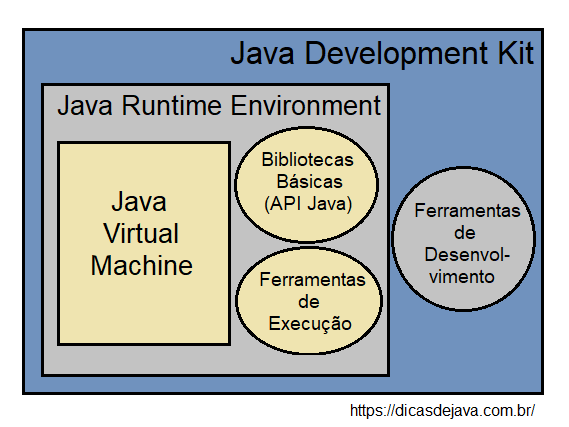 Java Development Kit
Java Runtime Environment
Java
Virtual
Machine
Bibliotecas
Básicas
(API Java)
Ferramentas
de
Execução
Ferramentas
de
Desenvol-
vimento
https://dicasdejava.com.br/